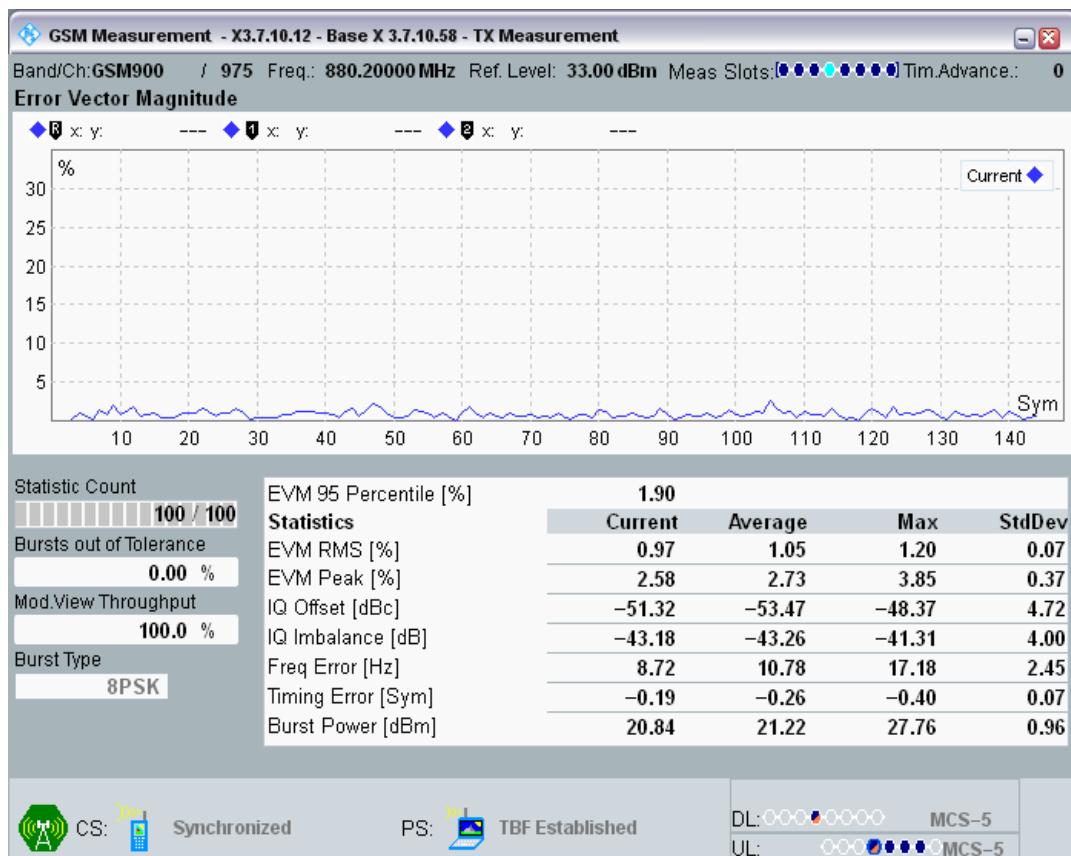 GSM Measurement - X3.7.10.12 - Base X 3.7.10.58 - TX Measurement
Band/Ch:GSM900 / 975 Freq.: 880.20000 MHz Ref. Level: 33.00 dBm Meas Slots: Tim.Advance.: 0
Error Vector Magnitude
R x: y: --- 1 x: y: --- 2 x: y: ---
%
Current
30
25
20
15
10
5
Sym
10 20 30 40 50 60 70 80 90 100 110 120 130 140
Statistic Count
100 / 100
Bursts out of Tolerance
0.00 %
Mod.View Throughput
100.0 %
Burst Type
8PSK
EVM 95 Percentile [%] 1.90
Statistics Current Average Max StdDev
EVM RMS [%] 0.97 1.05 1.20 0.07
EVM Peak [%] 2.58 2.73 3.85 0.37
IQ Offset [dBc] −51.32 −53.47 −48.37 4.72
IQ Imbalance [dB] −43.18 −43.26 −41.31 4.00
Freq Error [Hz] 8.72 10.78 17.18 2.45
Timing Error [Sym] −0.19 −0.26 −0.40 0.07
Burst Power [dBm] 20.84 21.22 27.76 0.96
CS: Synchronized PS: TBF Established
DL: MCS−5
UL: MCS−5